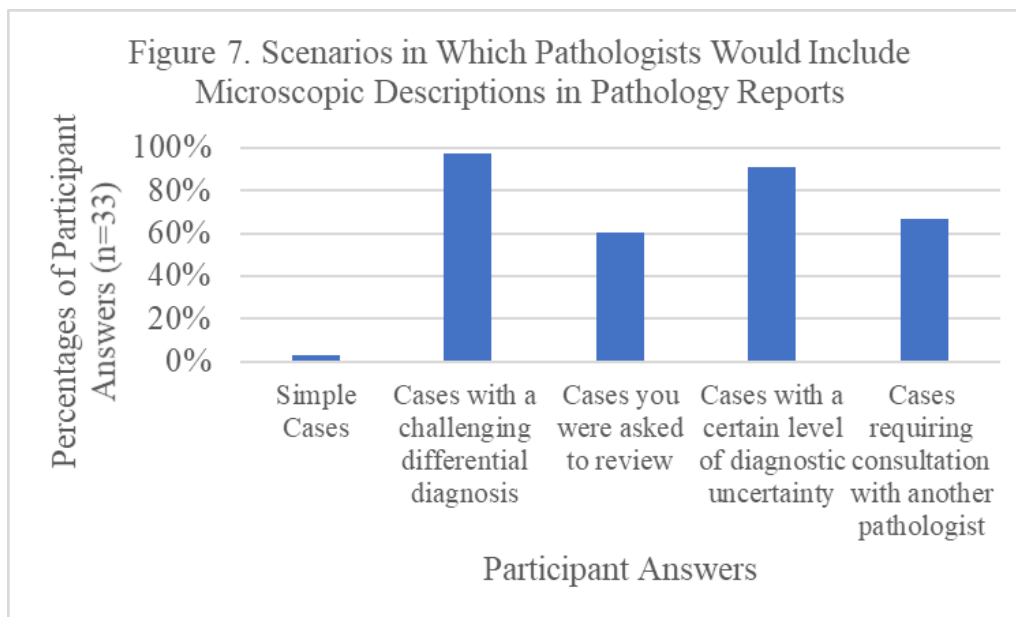 Figure 7. Scenarios in Which Pathologists Would Include
Microscopic Descriptions in Pathology Reports
Percentages of Participant
Answers (n=33)
100%
80%
60%
40%
20%
0%
Simple
Cases
Cases with a
challenging
differential
diagnosis
Cases you
were asked
to review
Cases with a
certain level
of diagnostic
uncertainty
Cases
requiring
consultation
with another
pathologist
Participant Answers